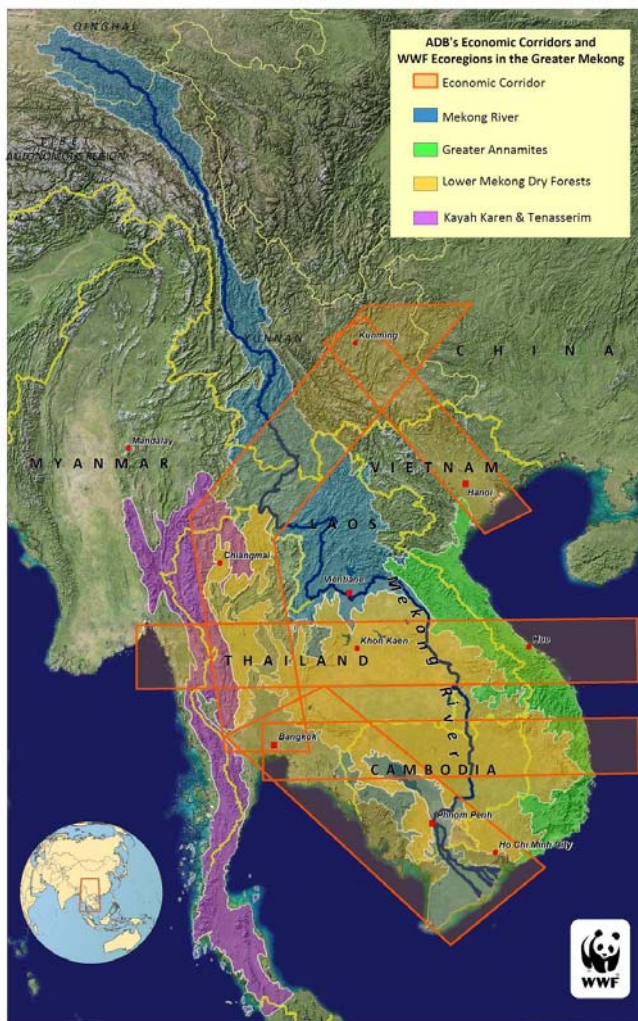 ADB's Economic Corridors and
WWF Ecoregions in the Greater Mekong
Economic Corridor
Mekong River
Greater Annamites
Lower Mekong Dry Forests
Kayah Karen & Tenasserim
QINGHAI
TIBET
AUTONOMOUS REGION
YUNNAN
Kunming
CHINA
Mandalay
MYANMAR
VIETNAM
Hanoi
LAOS
Chiangmai
Vientiane
Mekong River
Khon Kaen
Hue
THAILAND
Bangkok
CAMBODIA
Phnom Penh
Ho Chi Minh City
WWF